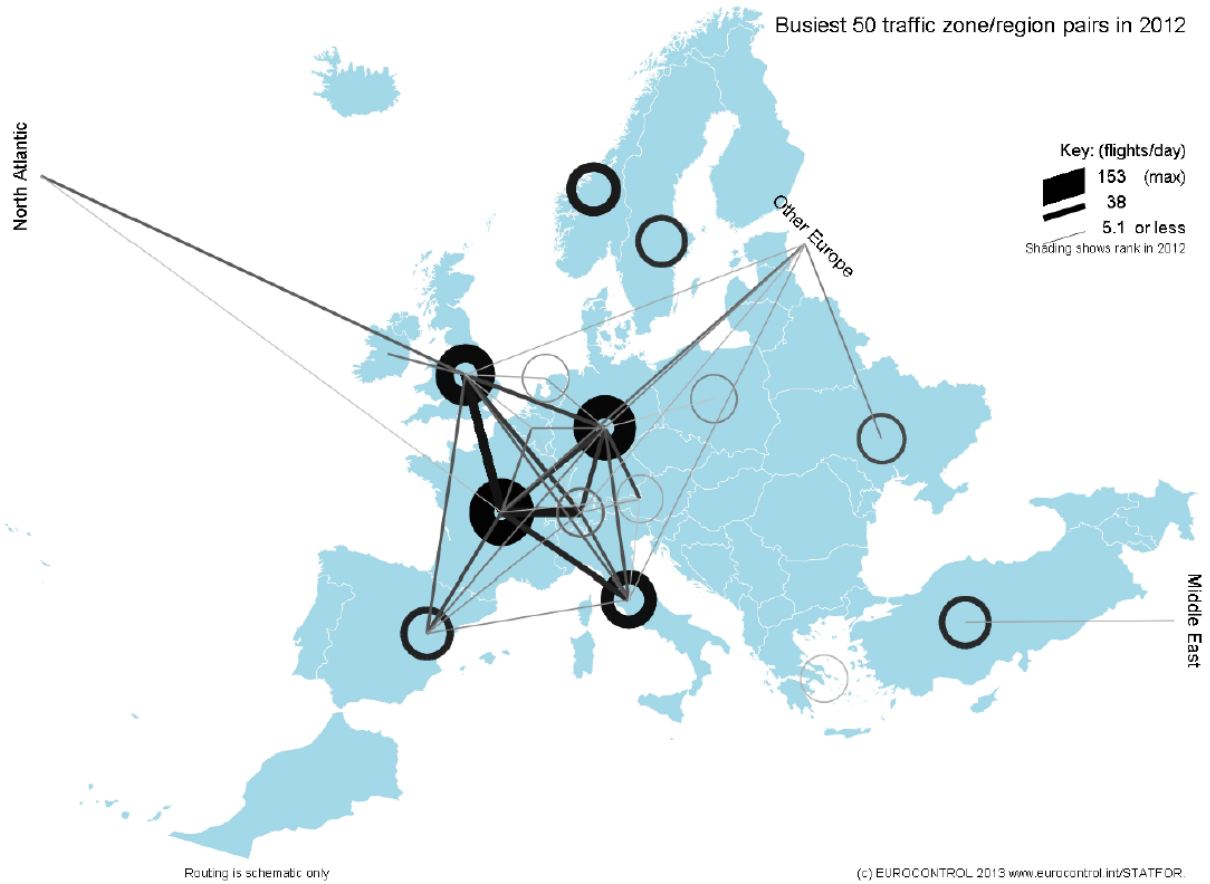 Busiest 50 traffic zone/region pairs in 2012
North Atlantic
Key: (flights/day)
153 (max)
38
5.1 or less
Shading shows rank in 2012
Other Europe
Middle East
Routing is schematic only
(c) EUROCONTROL 2013 www.eurocontrol.int/STATFOR.